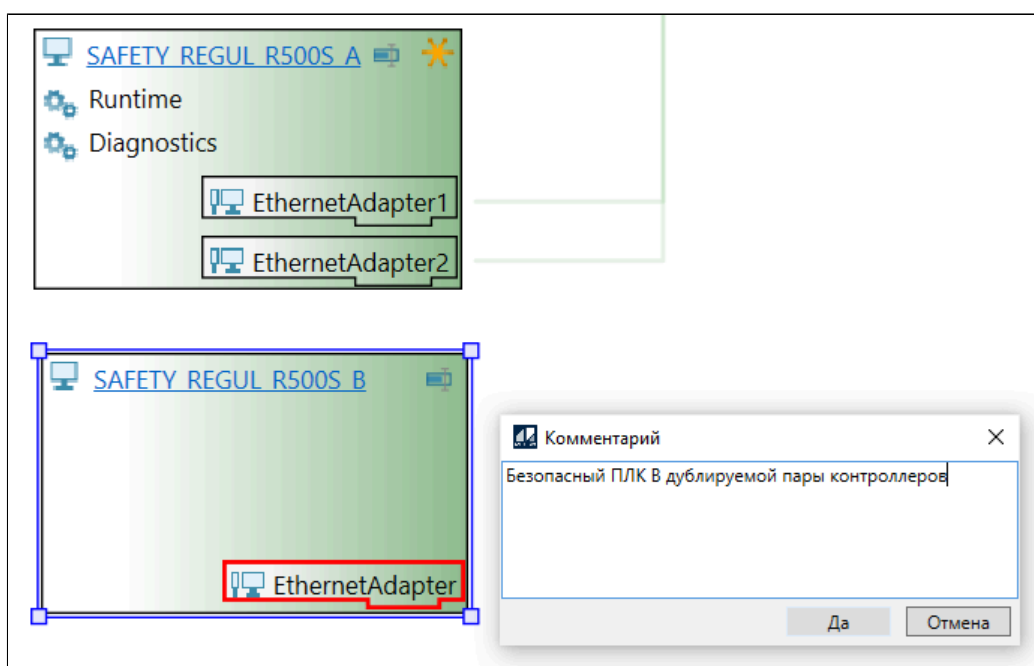 SAFETY_REGUL_R500S_A
Runtime
Diagnostics
EthernetAdapter1
EthernetAdapter2
SAFETY_REGUL_R500S_B
EthernetAdapter
Комментарий
Безопасный ПЛК В дублируемой пары контроллеров
Да
Отмена